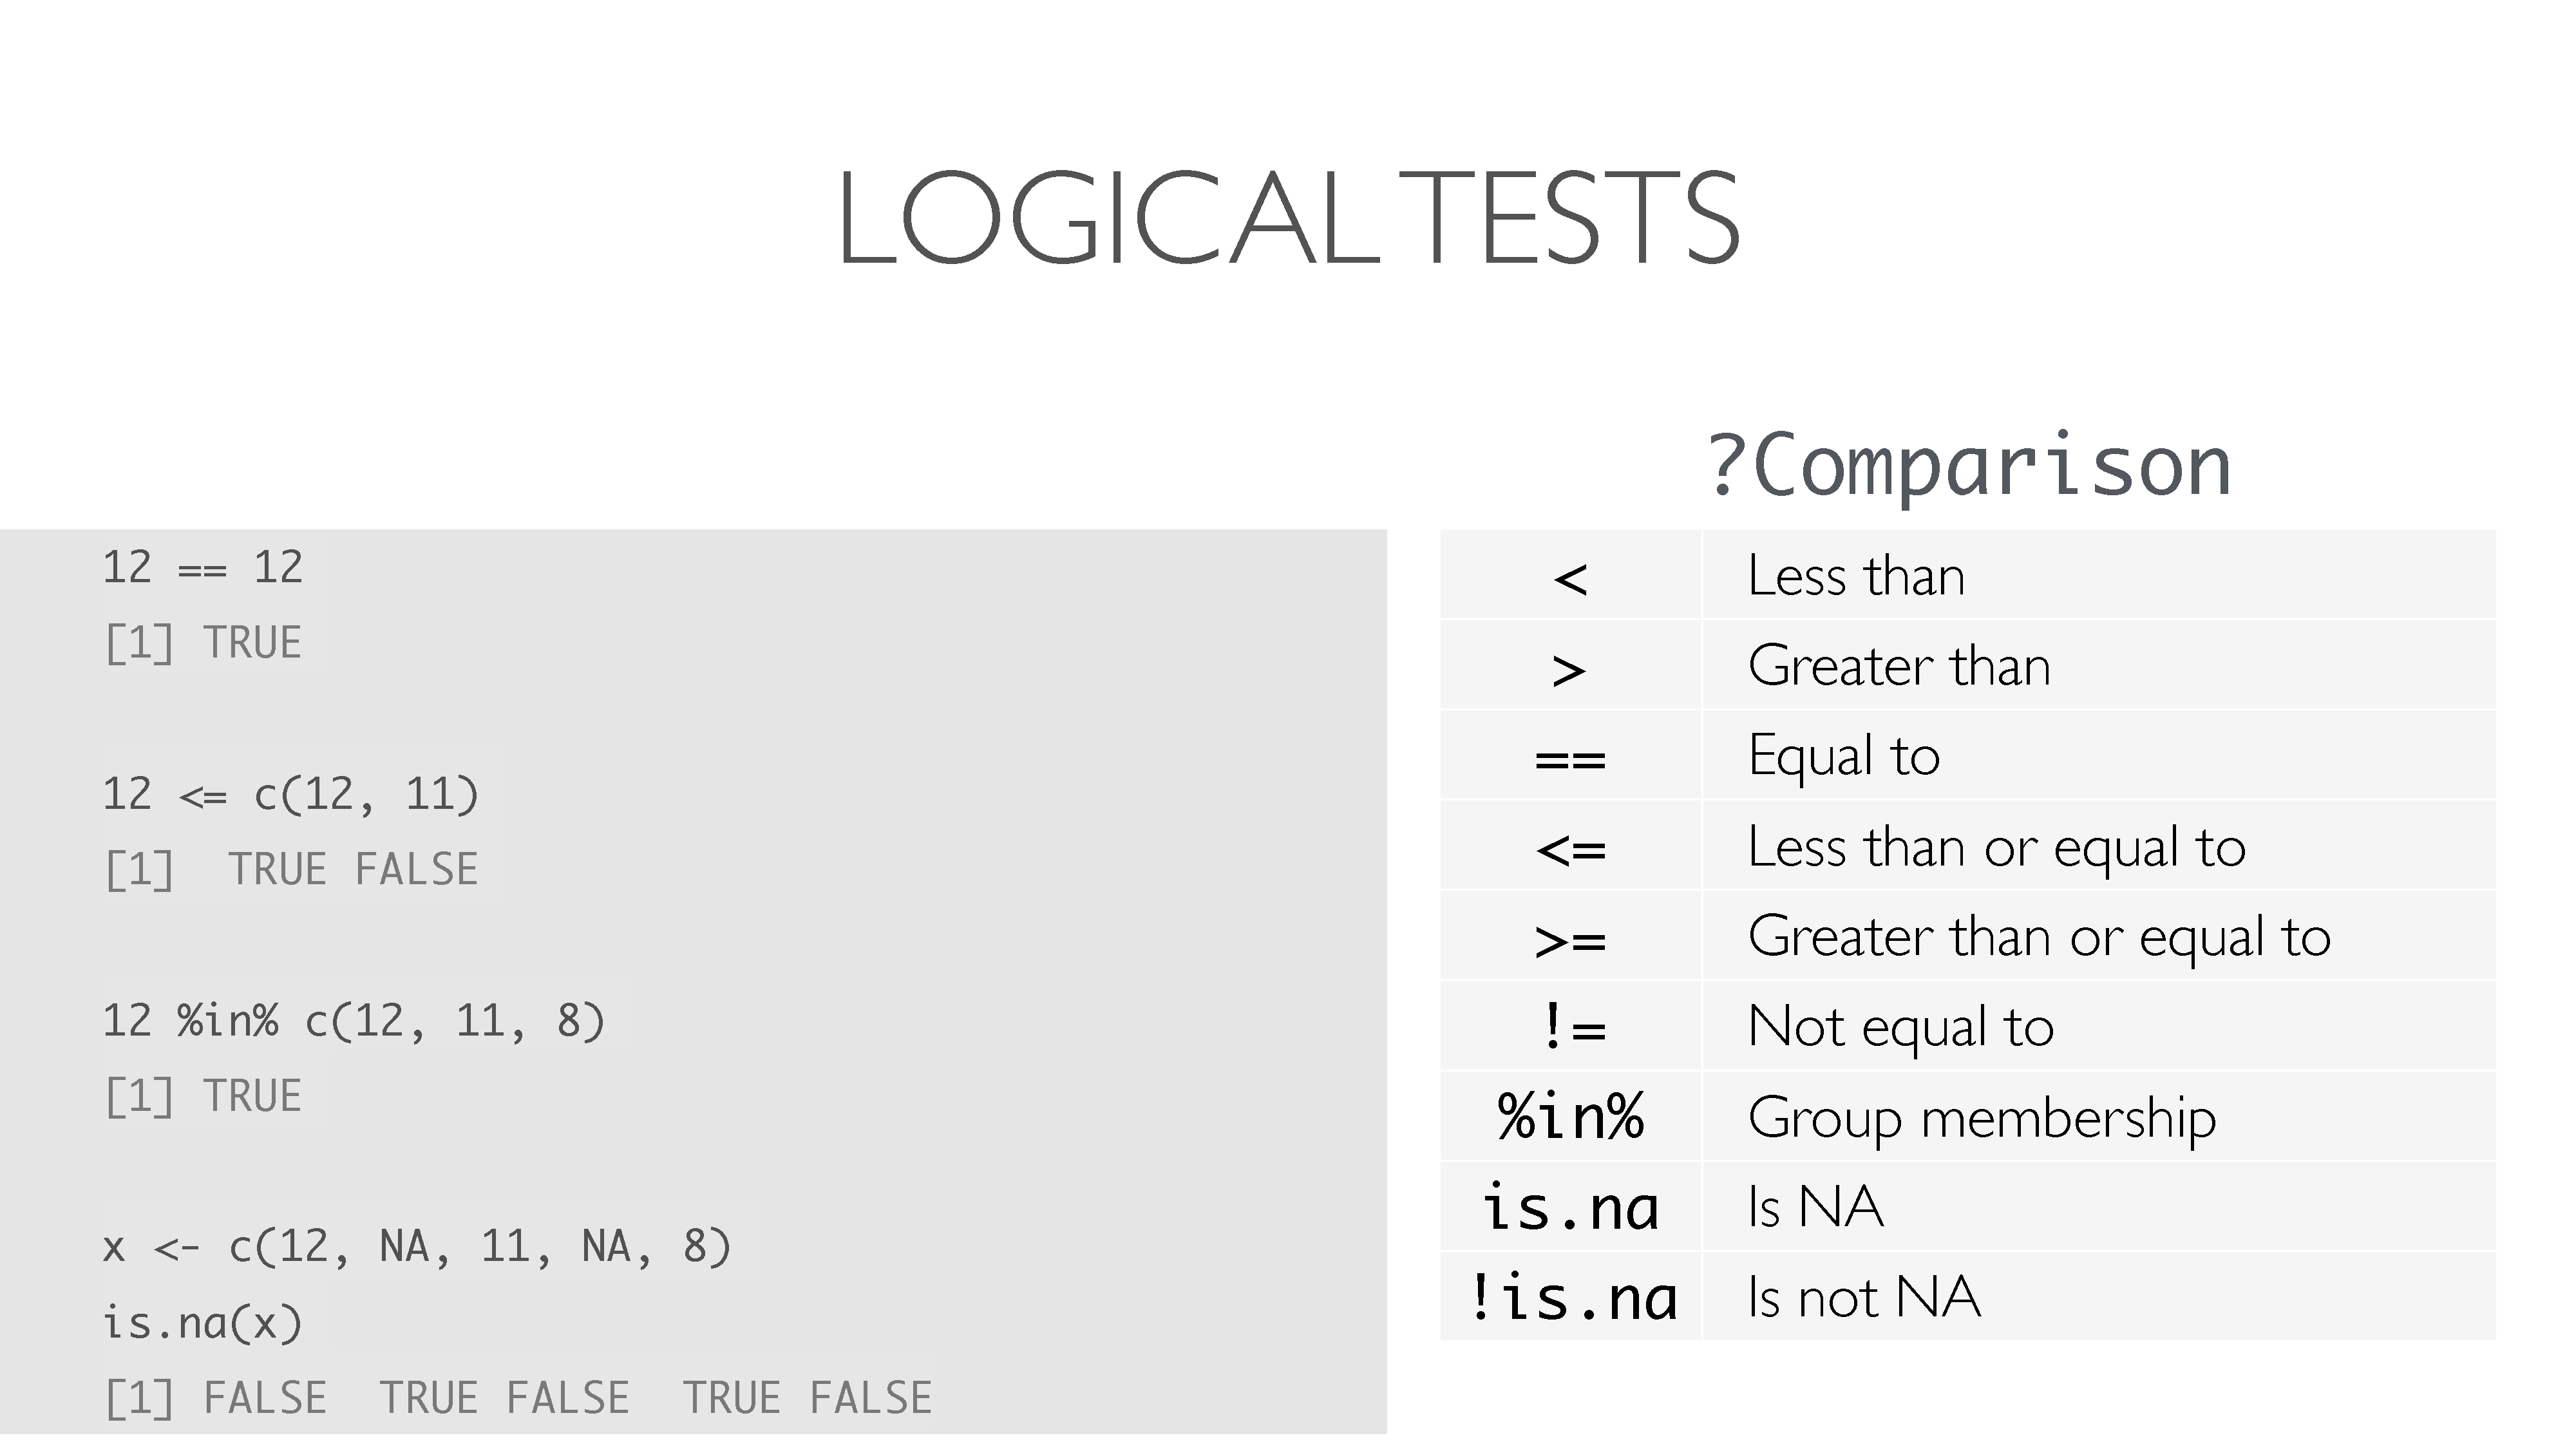 LOGICAL TESTS
12 == 12
[1] TRUE
12 <= c(12, 11)
[1]  TRUE FALSE
12 %in% c(12, 11, 8)
[1] TRUE
x <- c(12, NA, 11, NA, 8)
is.na(x)
[1] FALSE  TRUE FALSE  TRUE FALSE
?Comparison
< Less than
> Greater than
== Equal to
<= Less than or equal to
>= Greater than or equal to
!= Not equal to
%in% Group membership
is.na Is NA
!is.na Is not NA